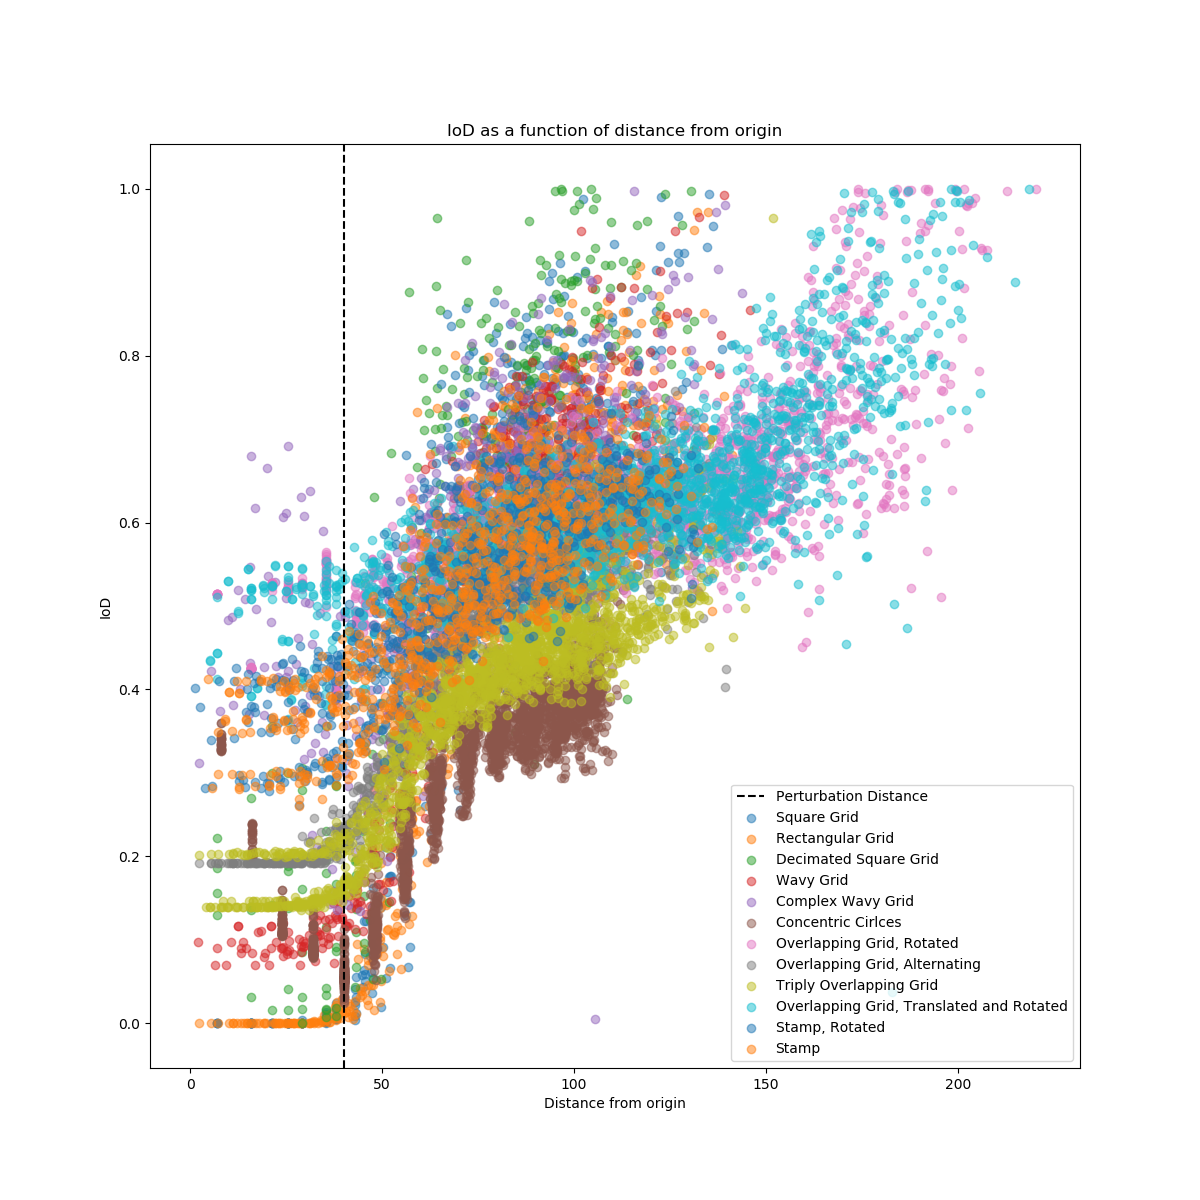 IoD as a function of distance from origin
1.0
0.8
0.6
0.4
0.2
0.0
IoD
0
50
100
150
200
Distance from origin
Perturbation Distance
Square Grid
Rectangular Grid
Decimated Square Grid
Wavy Grid
Complex Wavy Grid
Concentric Cirlces
Overlapping Grid, Rotated
Overlapping Grid, Alternating
Triply Overlapping Grid
Overlapping Grid, Translated and Rotated
Stamp, Rotated
Stamp